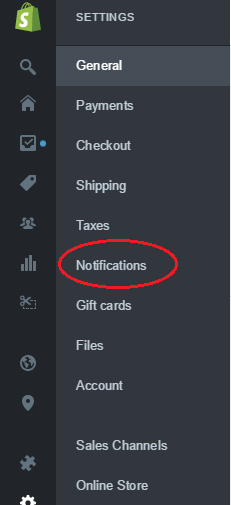 SETTINGS
General
Payments
Checkout
Shipping
Taxes
Notifications
Gift cards
Files
Account
Sales Channels
Online Store